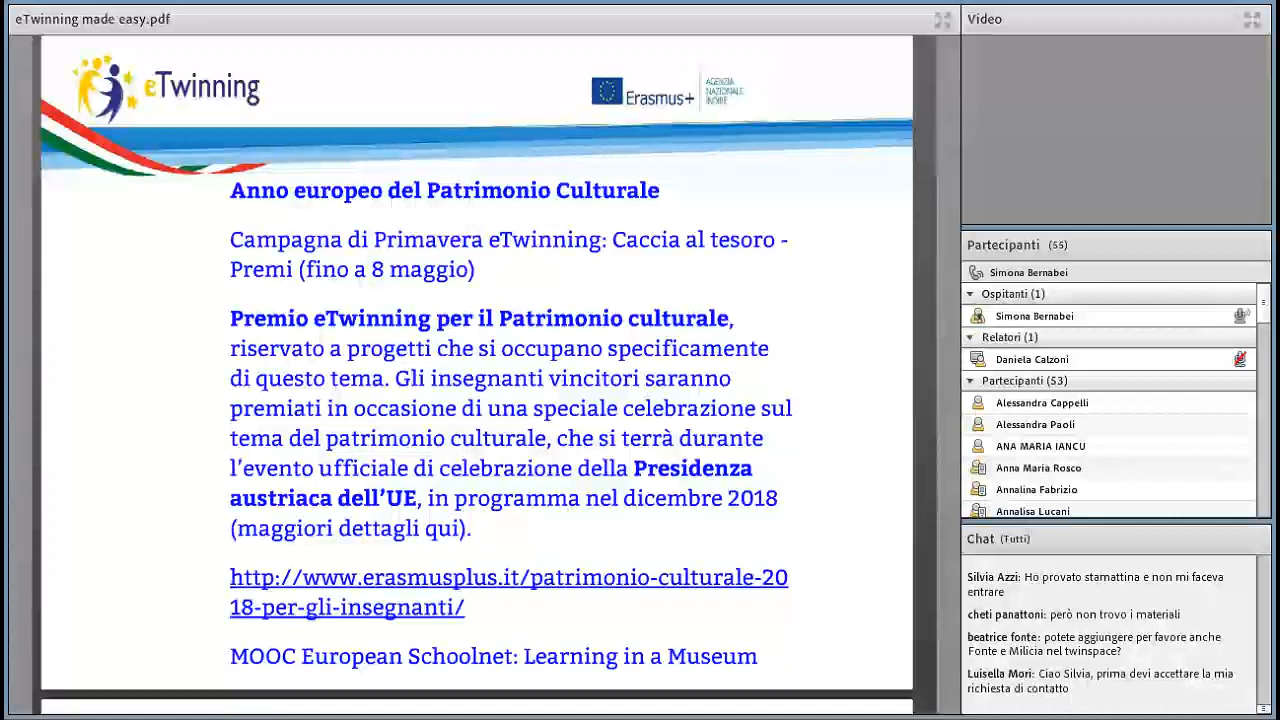 eTwinning made easy.pdf
eTwinning
Erasmus+
AGENZIA
NAZIONALE
INDIRE
Anno europeo del Patrimonio Culturale
Campagna di Primavera eTwinning: Caccia al tesoro -
Premi (fino a 8 maggio)
Premio eTwinning per il Patrimonio culturale,
riservato a progetti che si occupano specificamente
di questo tema. Gli insegnanti vincitori saranno
premiati in occasione di una speciale celebrazione sul
tema del patrimonio culturale, che si terrà durante
l'evento ufficiale di celebrazione della Presidenza
austriaca dell'UE, in programma nel dicembre 2018
(maggiori dettagli qui).
http://www.erasmusplus.it/patrimonio-culturale-20
18-per-gli-insegnanti/
MOOC European Schoolnet: Learning in a Museum
Video
Partecipanti (55)
Simona Bernabei
Ospitanti (1)
Simona Bernabei
Relatori (1)
Daniela Calzoni
Partecipanti (53)
Alessandra Cappelli
Alessandra Paoli
ANA MARIA IANCU
Anna Maria Rosco
Annalina Fabrizio
Annalisa Lucani
Chat (Tutti)
Silvia Azzi: Ho provato stamattina e non mi faceva
entrare
cheti panattoni: però non trovo i materiali
beatrice fonte: potete aggiungere per favore anche
Fonte e Milicia nel twinspace?
Luisella Mori: Ciao Silvia, prima devi accettare la mia
richiesta di contatto